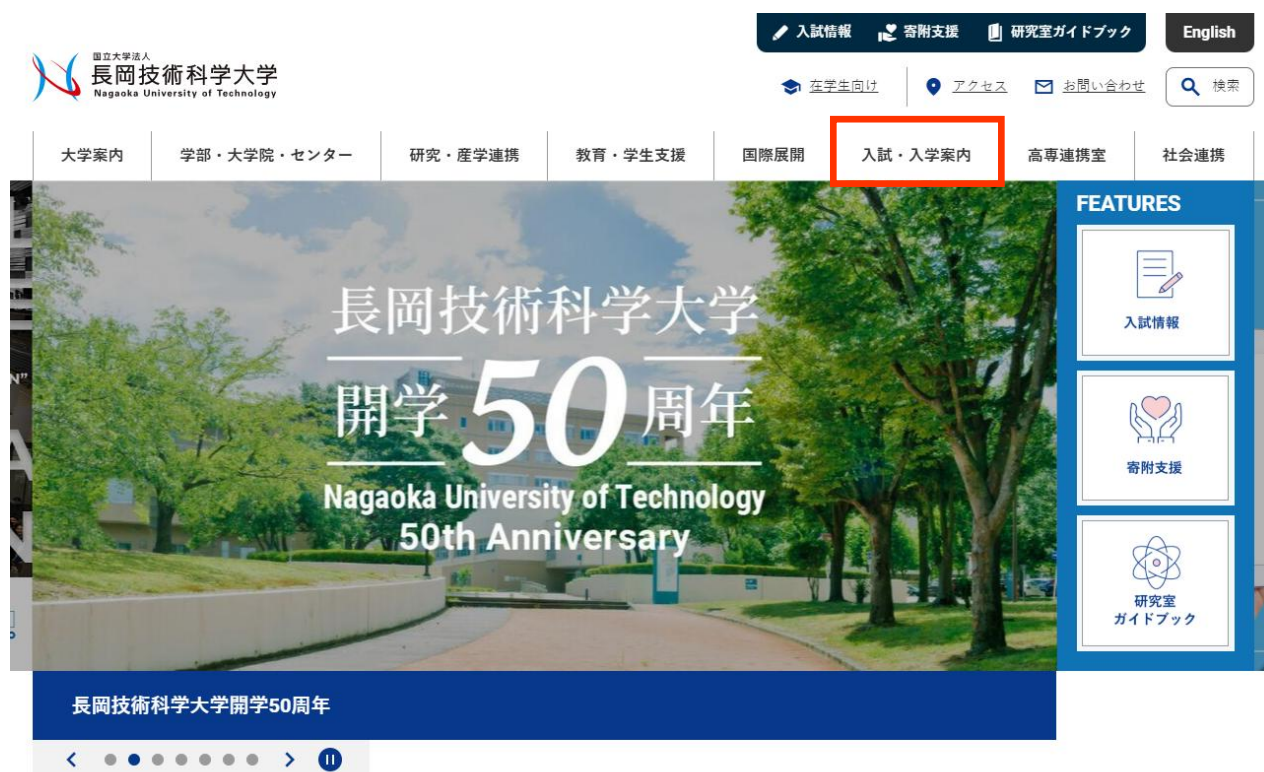 入試情報 寄附支援 研究室ガイドブック English
国立大学法人
長岡技術科学大学
Nagaoka University of Technology
在学生向け アクセス お問い合わせ 検索
大学案内 学部・大学院・センター 研究・産学連携 教育・学生支援 国際展開 入試・入学案内 高専連携室 社会連携
長岡技術科学大学
開学50周年
Nagaoka University of Technology
50th Anniversary
FEATURES
入試情報
寄附支援
研究室
ガイドブック
長岡技術科学大学開学50周年